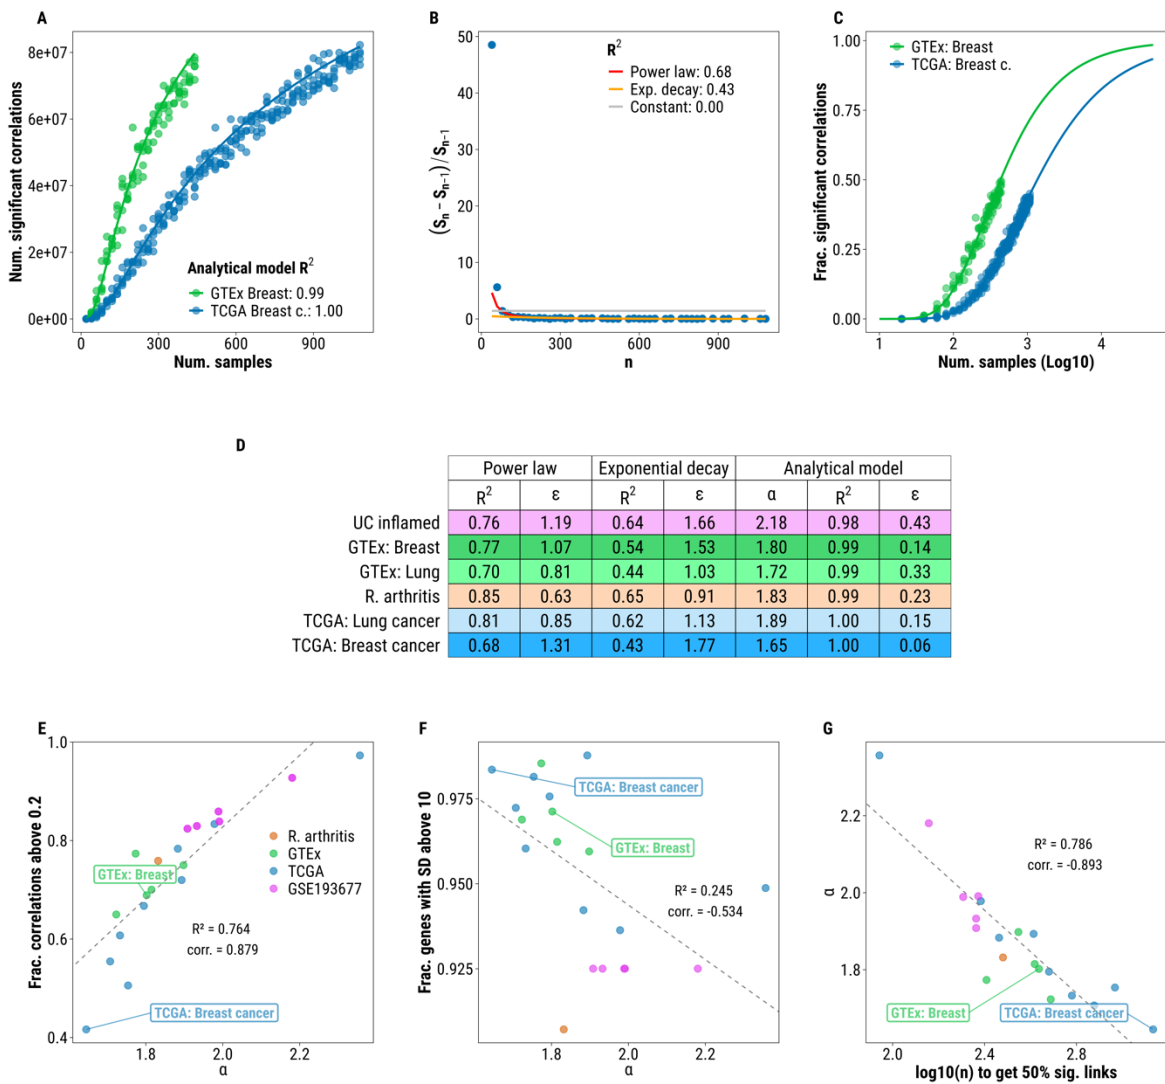 A
Num. significant correlations
8e+07
6e+07
4e+07
2e+07
0e+00
Analytical model R²
GTEx Breast: 0.99
TCGA Breast c.: 1.00
300
600
900
Num. samples
B
(Sₙ − Sₙ₋₁) / Sₙ₋₁
50
40
30
20
10
0
R²
Power law: 0.68
Exp. decay: 0.43
Constant: 0.00
0
300
600
900
n
C
Frac. significant correlations
1.00
0.75
0.50
0.25
0.00
GTEx: Breast
TCGA: Breast c.
1
2
3
4
Num. samples (Log10)
D
Power law Exponential decay Analytical model
R² ε R² ε α R² ε
UC inflamed 0.76 1.19 0.64 1.66 2.18 0.98 0.43
GTEx: Breast 0.77 1.07 0.54 1.53 1.80 0.99 0.14
GTEx: Lung 0.70 0.81 0.44 1.03 1.72 0.99 0.33
R. arthritis 0.85 0.63 0.65 0.91 1.83 0.99 0.23
TCGA: Lung cancer 0.81 0.85 0.62 1.13 1.89 1.00 0.15
TCGA: Breast cancer 0.68 1.31 0.43 1.77 1.65 1.00 0.06
E
Frac. correlations above 0.2
1.0
0.8
0.6
0.4
R. arthritis
GTEx
TCGA
GSE193677
GTEx: Breast
R² = 0.764
corr. = 0.879
TCGA: Breast cancer
1.8
2.0
2.2
α
F
Frac. genes with SD above 10
0.975
0.950
0.925
TCGA: Breast cancer
GTEx: Breast
R² = 0.245
corr. = -0.534
1.8
2.0
2.2
α
G
α
2.2
2.0
1.8
R² = 0.786
corr. = -0.893
GTEx: Breast
TCGA: Breast cancer
2.0
2.4
2.8
log10(n) to get 50% sig. links